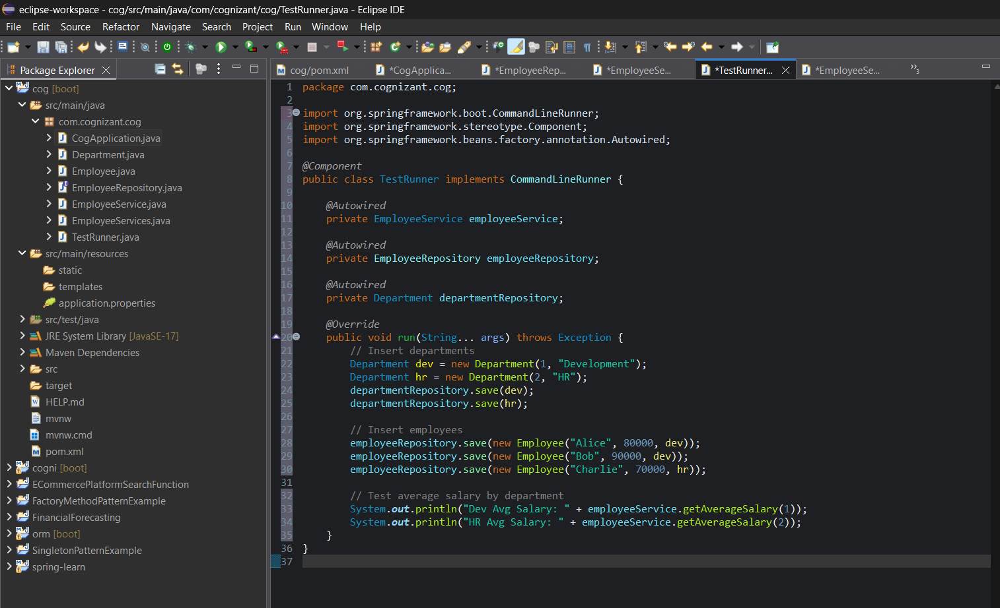 eclipse-workspace - cog/src/main/java/com/cognizant/cog/TestRunner.java - Eclipse IDE
File Edit Source Refactor Navigate Search Project Run Window Help
Package Explorer
cog [boot]
src/main/java
com.cognizant.cog
CogApplication.java
Department.java
Employee.java
EmployeeRepository.java
EmployeeService.java
EmployeeServices.java
TestRunner.java
src/main/resources
static
templates
application.properties
src/test/java
JRE System Library [JavaSE-17]
Maven Dependencies
src
target
HELP.md
mvnw
mvnw.cmd
pom.xml
cogni [boot]
ECommercePlatformSearchFunction
FactoryMethodPatternExample
FinancialForecasting
orm [boot]
SingletonPatternExample
spring-learn
cog/pom.xml *CogApplica... *EmployeeRep... *EmployeeSe... *TestRunner... *EmployeeSe... »3
1 package com.cognizant.cog;
2
3 import org.springframework.boot.CommandLineRunner;
4 import org.springframework.stereotype.Component;
5 import org.springframework.beans.factory.annotation.Autowired;
6
7 @Component
8 public class TestRunner implements CommandLineRunner {
9
10 @Autowired
11 private EmployeeService employeeService;
12
13 @Autowired
14 private EmployeeRepository employeeRepository;
15
16 @Autowired
17 private Department departmentRepository;
18
19 @Override
20 public void run(String... args) throws Exception {
21 // Insert departments
22 Department dev = new Department(1, "Development");
23 Department hr = new Department(2, "HR");
24 departmentRepository.save(dev);
25 departmentRepository.save(hr);
26
27 // Insert employees
28 employeeRepository.save(new Employee("Alice", 80000, dev));
29 employeeRepository.save(new Employee("Bob", 90000, dev));
30 employeeRepository.save(new Employee("Charlie", 70000, hr));
31
32 // Test average salary by department
33 System.out.println("Dev Avg Salary: " + employeeService.getAverageSalary(1));
34 System.out.println("HR Avg Salary: " + employeeService.getAverageSalary(2));
35 }
36 }
37